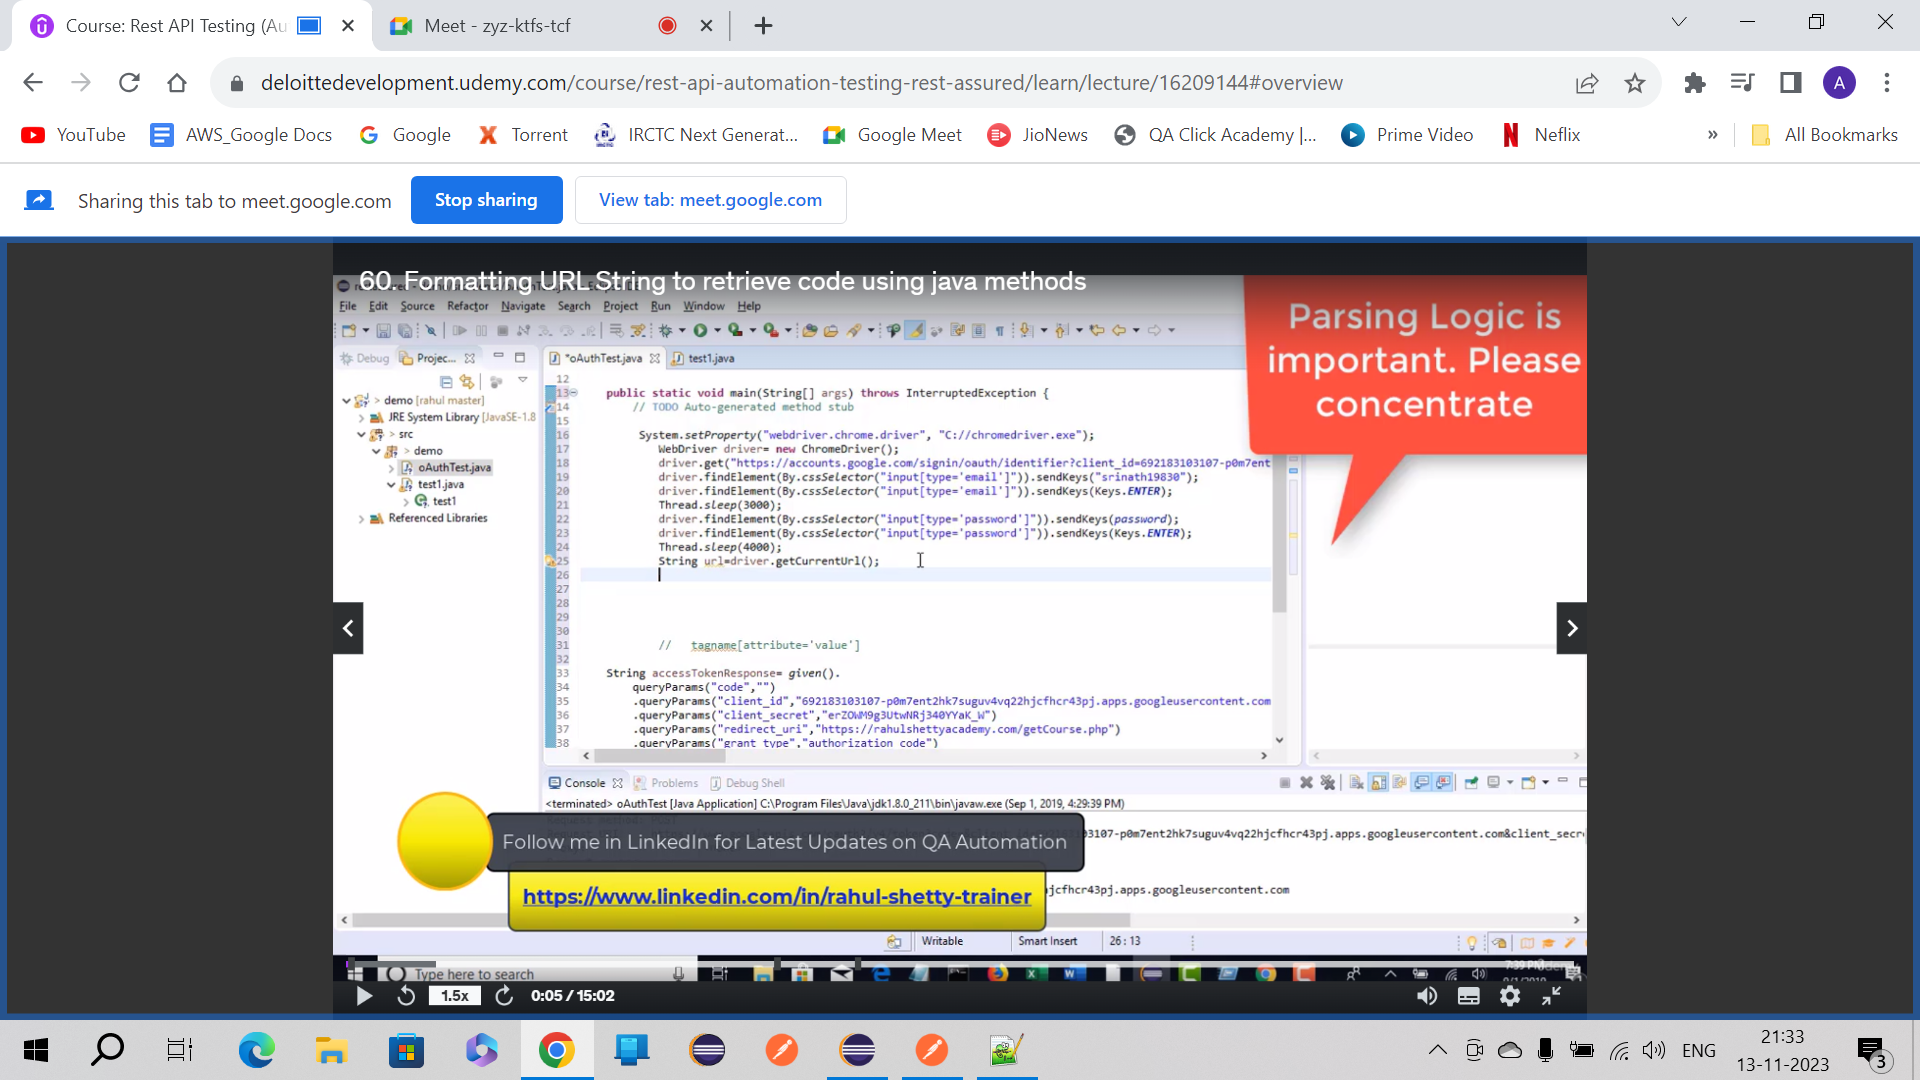 Course: Rest API Testing (Au
Meet - zyz-ktfs-tcf
deloittedevelopment.udemy.com/course/rest-api-automation-testing-rest-assured/learn/lecture/16209144#overview
A
YouTube AWS_Google Docs Google Torrent IRCTC Next Generat... Google Meet JioNews QA Click Academy |... Prime Video Neflix » All Bookmarks
Sharing this tab to meet.google.com Stop sharing View tab: meet.google.com
60. Formatting URL String to retrieve code using java methods
File Edit Source Refactor Navigate Search Project Run Window Help
Parsing Logic is
important. Please
concentrate
Debug Projec... *oAuthTest.java test1.java
demo [rahul master]
JRE System Library [JavaSE-1.8
src
demo
oAuthTest.java
test1.java
test1
Referenced Libraries
12
13 public static void main(String[] args) throws InterruptedException {
14 // TODO Auto-generated method stub
15
16 System.setProperty("webdriver.chrome.driver", "C://chromedriver.exe");
17 WebDriver driver= new ChromeDriver();
18 driver.get("https://accounts.google.com/signin/oauth/identifier?client_id=692183103107-p0m7ent
19 driver.findElement(By.cssSelector("input[type='email']")).sendKeys("srinath19830");
20 driver.findElement(By.cssSelector("input[type='email']")).sendKeys(Keys.ENTER);
21 Thread.sleep(3000);
22 driver.findElement(By.cssSelector("input[type='password']")).sendKeys(password);
23 driver.findElement(By.cssSelector("input[type='password']")).sendKeys(Keys.ENTER);
24 Thread.sleep(4000);
25 String url=driver.getCurrentUrl();
26
27
28
29
30
31 // tagname[attribute='value']
32
33 String accessTokenResponse= given().
34 queryParams("code","")
35 .queryParams("client_id","692183103107-p0m7ent2hk7suguv4vq22hjcfhcr43pj.apps.googleusercontent.com
36 .queryParams("client_secret","erZOWM9g3UtwNRj340YYaK_W")
37 .queryParams("redirect_uri","https://rahulshettyacademy.com/getCourse.php")
38 .queryParams("grant_type","authorization_code")
Console Problems Debug Shell
<terminated> oAuthTest [Java Application] C:\Program Files\Java\jdk1.8.0_211\bin\javaw.exe (Sep 1, 2019, 4:29:39 PM)
3107-p0m7ent2hk7suguv4vq22hjcfhcr43pj.apps.googleusercontent.com&client_secr
Follow me in LinkedIn for Latest Updates on QA Automation
jcfhcr43pj.apps.googleusercontent.com
https://www.linkedin.com/in/rahul-shetty-trainer
Writable Smart Insert 26 : 13
Type here to search
1.5x 0:05 / 15:02
ENG
21:33
13-11-2023
3